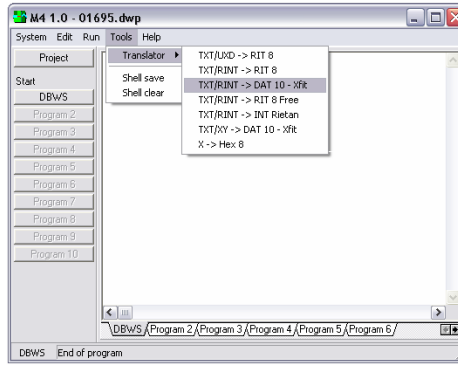 M4 1.0 - 01695.dwp
System Edit Run Tools Help
Project
Start
DBWS
Program 2
Program 3
Program 4
Program 5
Program 6
Program 7
Program 8
Program 9
Program 10
Translator
Shell save
Shell clear
TXT/UXD -> RIT 8
TXT/RINT -> RIT 8
TXT/RINT -> DAT 10 - Xfit
TXT/RINT -> RIT 8 Free
TXT/RINT -> INT Rietan
TXT/XY -> DAT 10 - Xfit
X -> Hex 8
DBWS Program 2 Program 3 Program 4 Program 5 Program 6
DBWS End of program